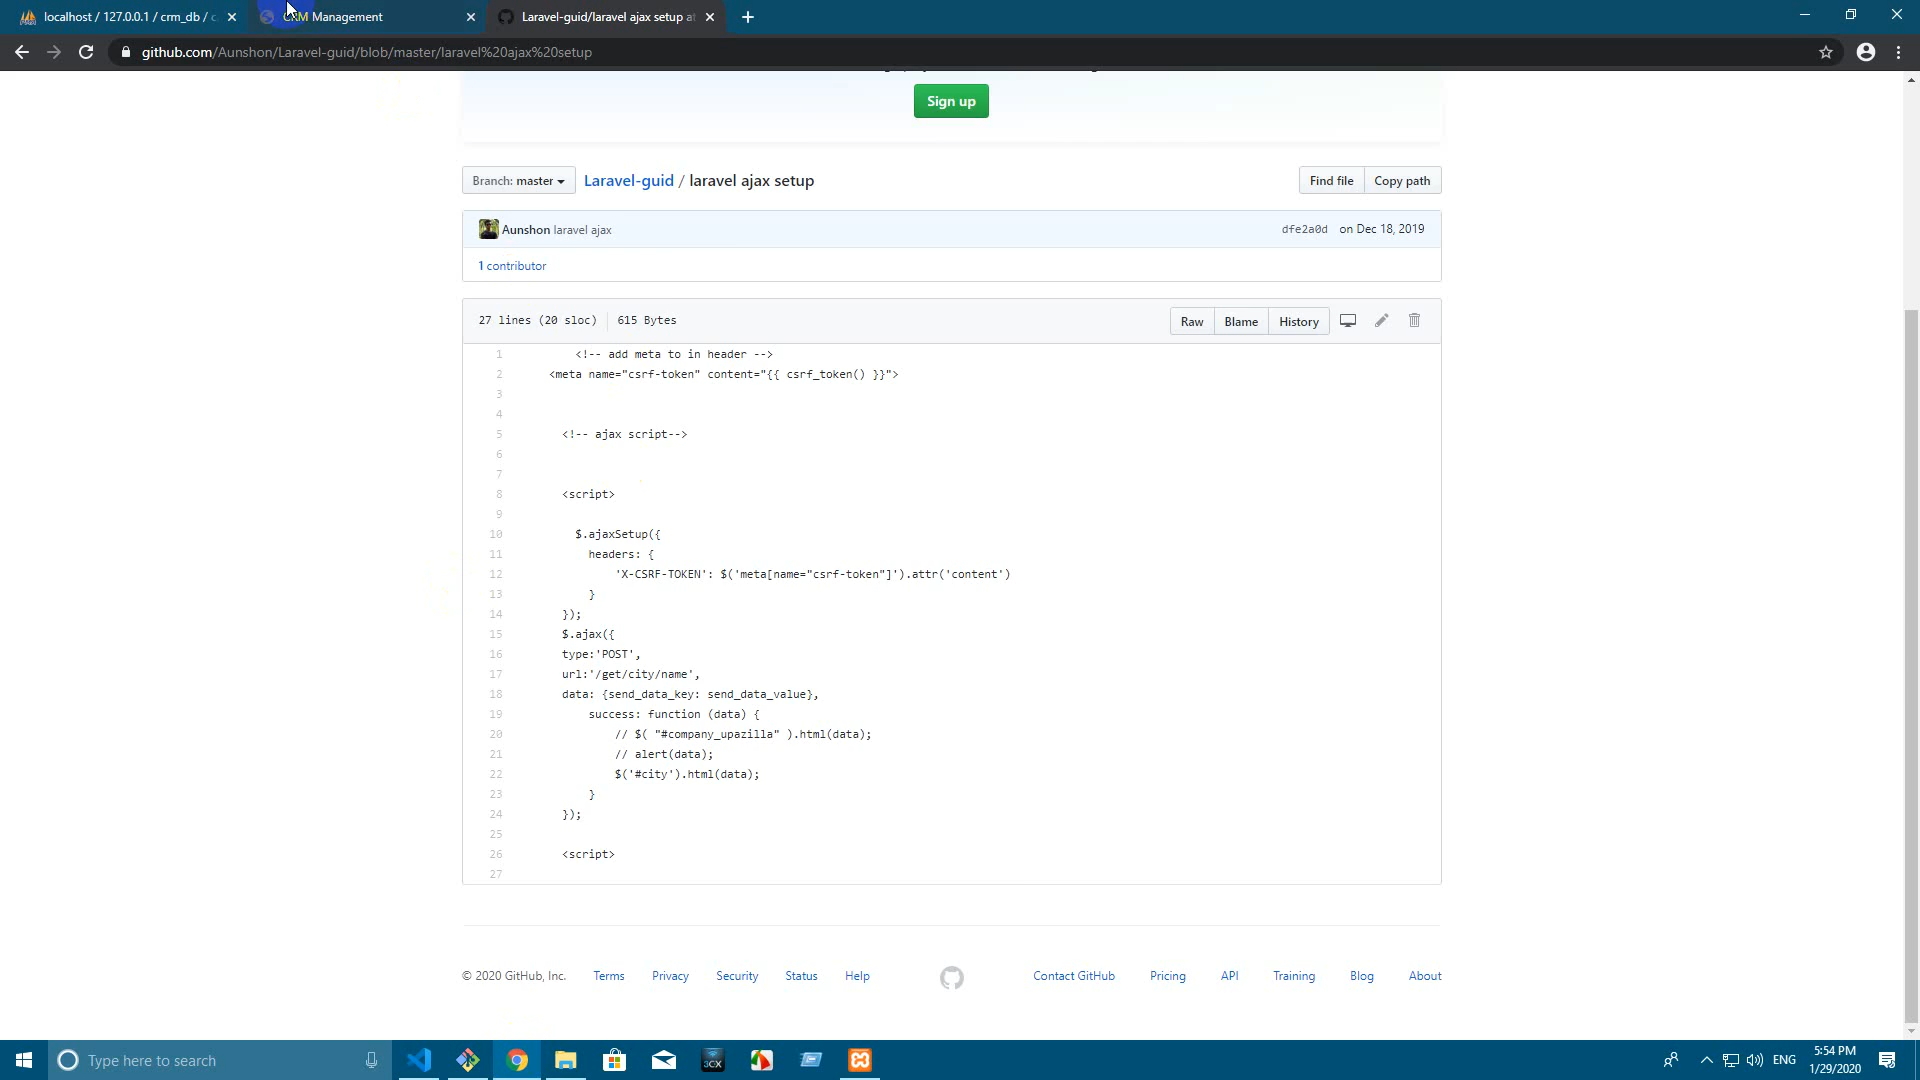 localhost / 127.0.0.1 / crm_db / c
CRM Management
Laravel-guid/laravel ajax setup at
github.com/Aunshon/Laravel-guid/blob/master/laravel%20ajax%20setup
Sign up
Branch: master
Laravel-guid / laravel ajax setup
Find file
Copy path
Aunshon laravel ajax
dfe2a0d on Dec 18, 2019
1 contributor
27 lines (20 sloc)
615 Bytes
Raw
Blame
History
1 <!-- add meta to in header -->
2 <meta name="csrf-token" content="{{ csrf_token() }}">
3
4
5 <!-- ajax script-->
6
7
8 <script>
9
10 $.ajaxSetup({
11 headers: {
12 'X-CSRF-TOKEN': $('meta[name="csrf-token"]').attr('content')
13 }
14 });
15 $.ajax({
16 type:'POST',
17 url:'/get/city/name',
18 data: {send_data_key: send_data_value},
19 success: function (data) {
20 // $( "#company_upazilla" ).html(data);
21 // alert(data);
22 $('#city').html(data);
23 }
24 });
25
26 <script>
27
© 2020 GitHub, Inc.
Terms
Privacy
Security
Status
Help
Contact GitHub
Pricing
API
Training
Blog
About
Type here to search
3CX
ENG
5:54 PM
1/29/2020